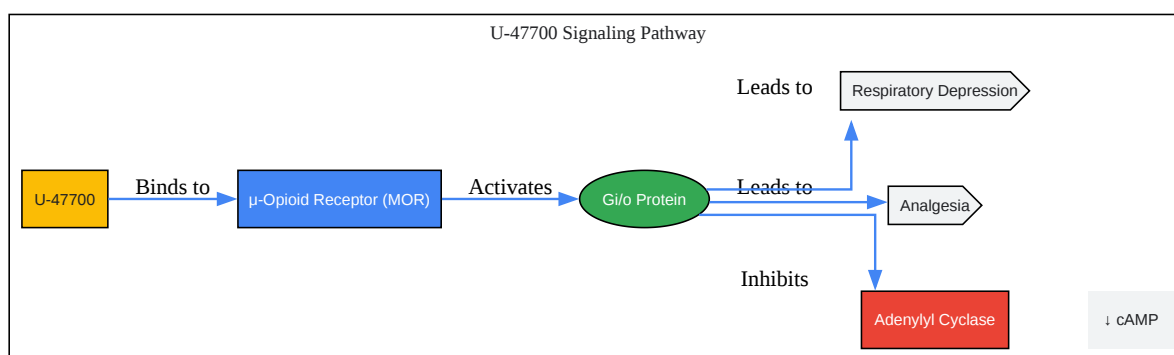 U-47700 Signaling Pathway
Leads to
Respiratory Depression
U-47700
Binds to
μ-Opioid Receptor (MOR)
Activates
Gi/o Protein
Leads to
Analgesia
Inhibits
Adenylyl Cyclase
↓ cAMP